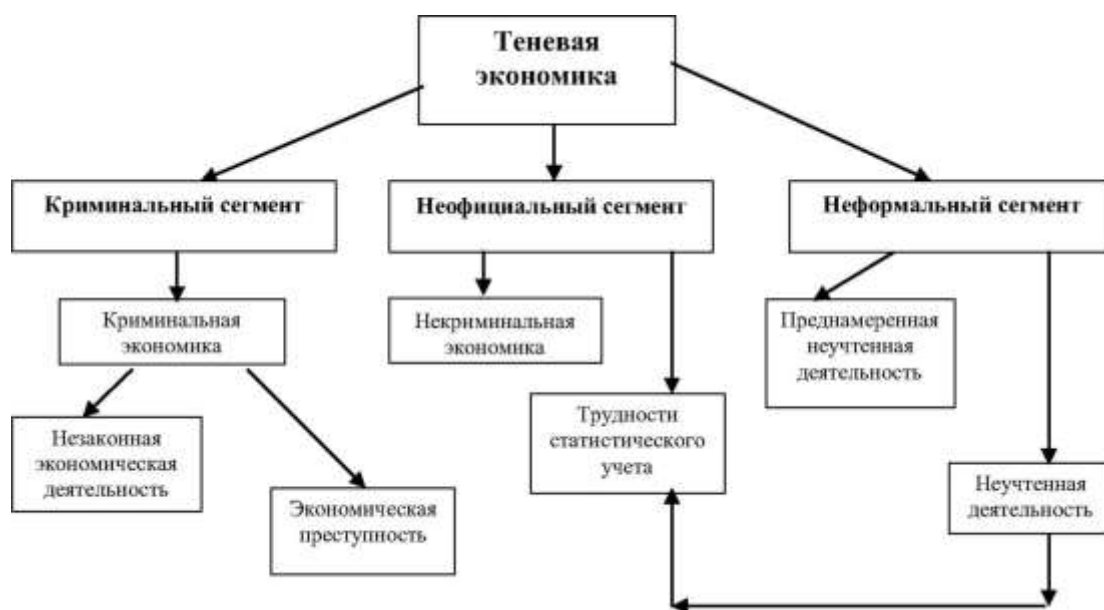 Теневая
экономика
Криминальный сегмент
Неофициальный сегмент
Неформальный сегмент
Криминальная
экономика
Некриминальная
экономика
Преднамеренная
неучтенная
деятельность
Незаконная
экономическая
деятельность
Трудности
статистического
учета
Экономическая
преступность
Неучтенная
деятельность